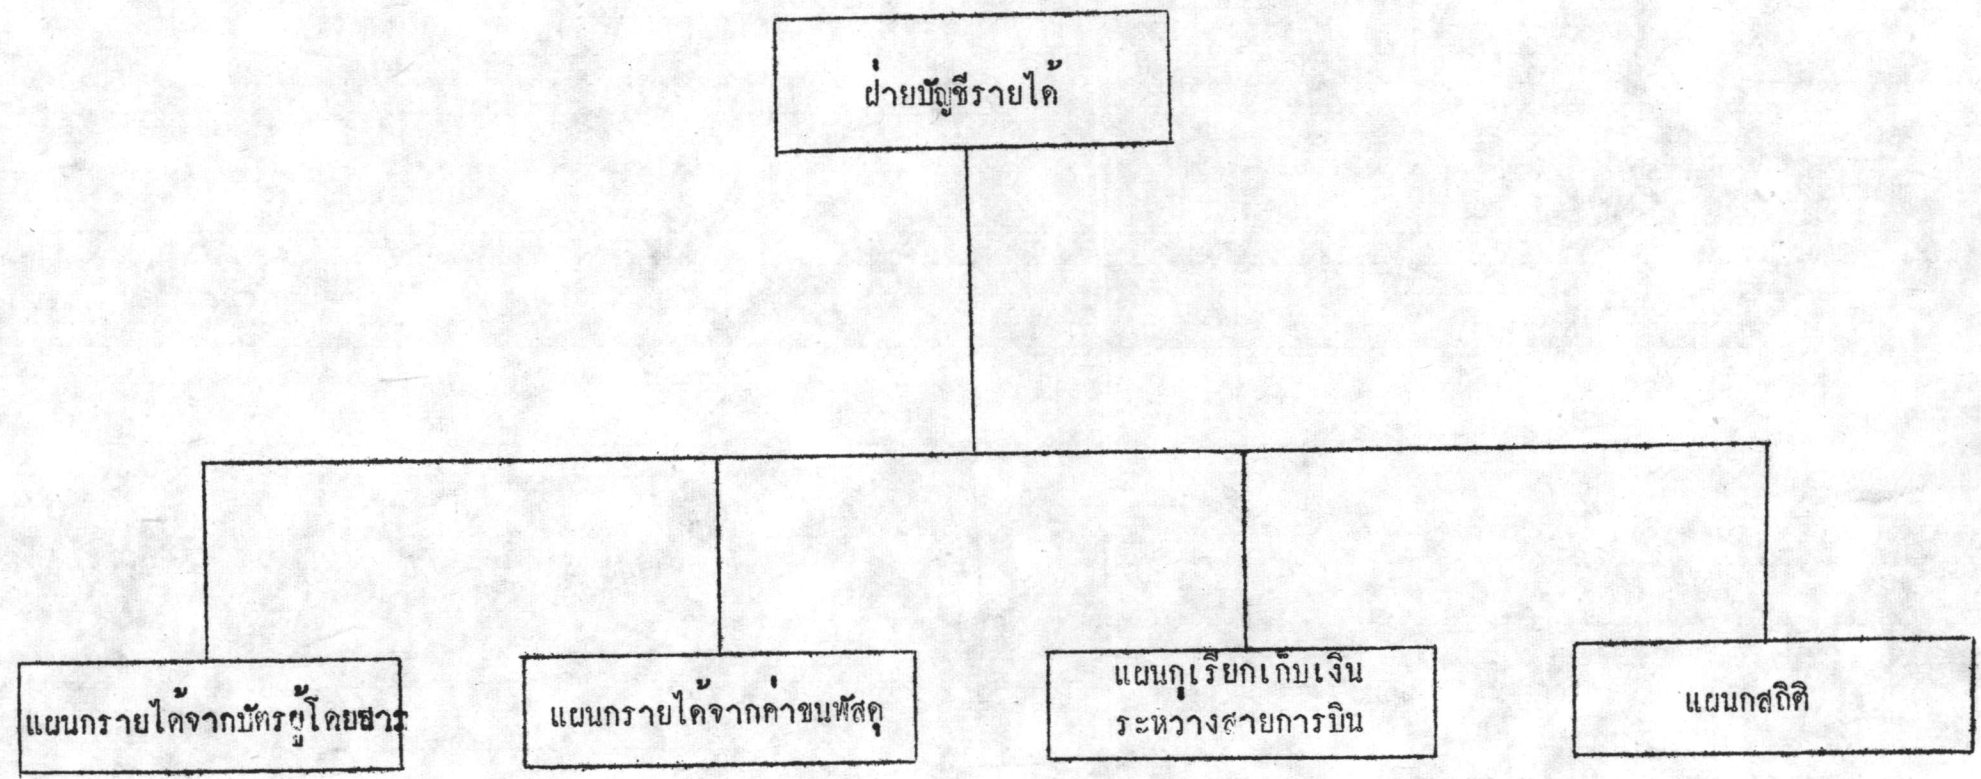 ฝ่ายบัญชีรายได้
แผนกรายได้จากบัตรผู้โดยสาร
แผนกรายได้จากค่าขนพัสดุ
แผนกเรียกเก็บเงิน
ระหว่างสายการบิน
แผนกสถิติ